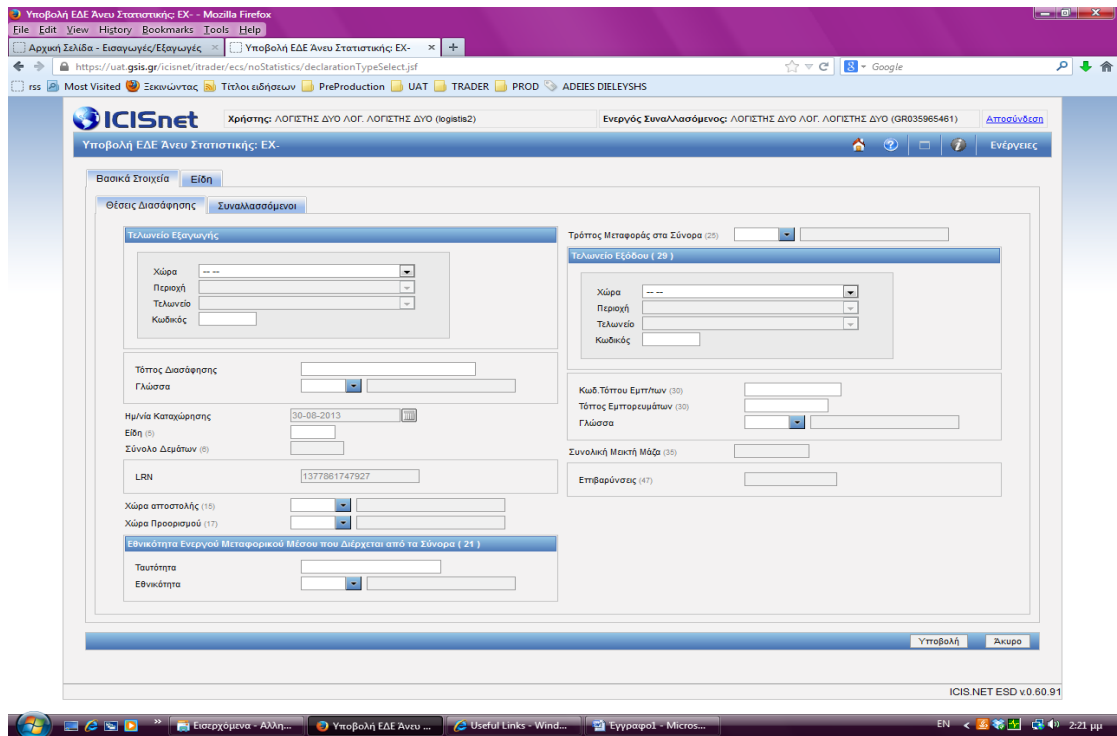 Υποβολή ΕΔΕ Άνευ Στατιστικής: EX- - Mozilla Firefox
File Edit View History Bookmarks Tools Help
Αρχική Σελίδα - Εισαγωγές/Εξαγωγές × Υποβολή ΕΔΕ Άνευ Στατιστικής: EX- × +
https://uat.gsis.gr/icisnet/itrader/ecs/noStatistics/declarationTypeSelect.jsf Google
rss Most Visited Ξεκινώντας Τίτλοι ειδήσεων PreProduction UAT TRADER PROD ADEIES DIELEYSHS
ICISnet Χρήστης: ΛΟΓΙΣΤΗΣ ΔΥΟ ΛΟΓ. ΛΟΓΙΣΤΗΣ ΔΥΟ (logistis2) Ενεργός Συναλλασόμενος: ΛΟΓΙΣΤΗΣ ΔΥΟ ΛΟΓ. ΛΟΓΙΣΤΗΣ ΔΥΟ (GR035965461) Αποσύνδεση
Υποβολή ΕΔΕ Άνευ Στατιστικής: EX- Ενέργειες
Βασικά Στοιχεία Είδη
Θέσεις Διασάφησης Συναλλασσόμενοι
Τελωνείο Εξαγωγής
Χώρα -- --
Περιοχή
Τελωνείο
Κωδικός
Τόπος Διασάφησης
Γλώσσα
Ημ/νία Καταχώρησης 30-08-2013
Είδη (5)
Σύνολο Δεμάτων (6)
LRN 1377861747927
Χώρα αποστολής (15)
Χώρα Προορισμού (17)
Εθνικότητα Ενεργού Μεταφορικού Μέσου που Διέρχεται από τα Σύνορα ( 21 )
Ταυτότητα
Εθνικότητα
Τρόπος Μεταφοράς στα Σύνορα (25)
Τελωνείο Εξόδου ( 29 )
Χώρα -- --
Περιοχή
Τελωνείο
Κωδικός
Κωδ.Τόπου Εμπ/των (30)
Τόπος Εμπορευμάτων (30)
Γλώσσα
Συνολική Μεικτή Μάζα (35)
Επιβαρύνσεις (47)
Υποβολή Άκυρο
ICIS.NET ESD v.0.60.91
Εισερχόμενα - Αλλη... Υποβολή ΕΔΕ Άνευ ... Useful Links - Wind... Έγγραφο1 - Micros... EN 2:21 μμ